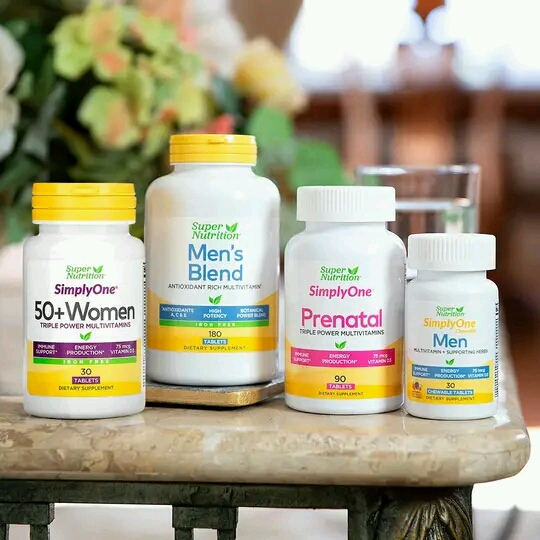 Super
Nutrition®
SimplyOne®
50+Women
TRIPLE POWER MULTIVITAMINS
IMMUNE
SUPPORT*
ENERGY
PRODUCTION*
75 mcg
VITAMIN D3
IRON FREE
30
TABLETS
DIETARY SUPPLEMENT
Super
Nutrition®
Men's
Blend
ANTIOXIDANT RICH MULTIVITAMIN
ANTIOXIDANTS
A, C & E
HIGH
POTENCY
BOTANICAL
POWER BLEND
IRON FREE
180
TABLETS
DIETARY SUPPLEMENT
Super
Nutrition®
SimplyOne®
Prenatal
TRIPLE POWER MULTIVITAMINS
IMMUNE
SUPPORT*
ENERGY
PRODUCTION*
75 mcg
VITAMIN D3
90
TABLETS
DIETARY SUPPLEMENT
Super
Nutrition®
SimplyOne
Chewable
Men
MULTIVITAMIN + SUPPORTING HERBS
IMMUNE
SUPPORT*
ENERGY
PRODUCTION*
75 mcg
VITAMIN D3
30
CHEWABLE TABLETS
DIETARY SUPPLEMENT